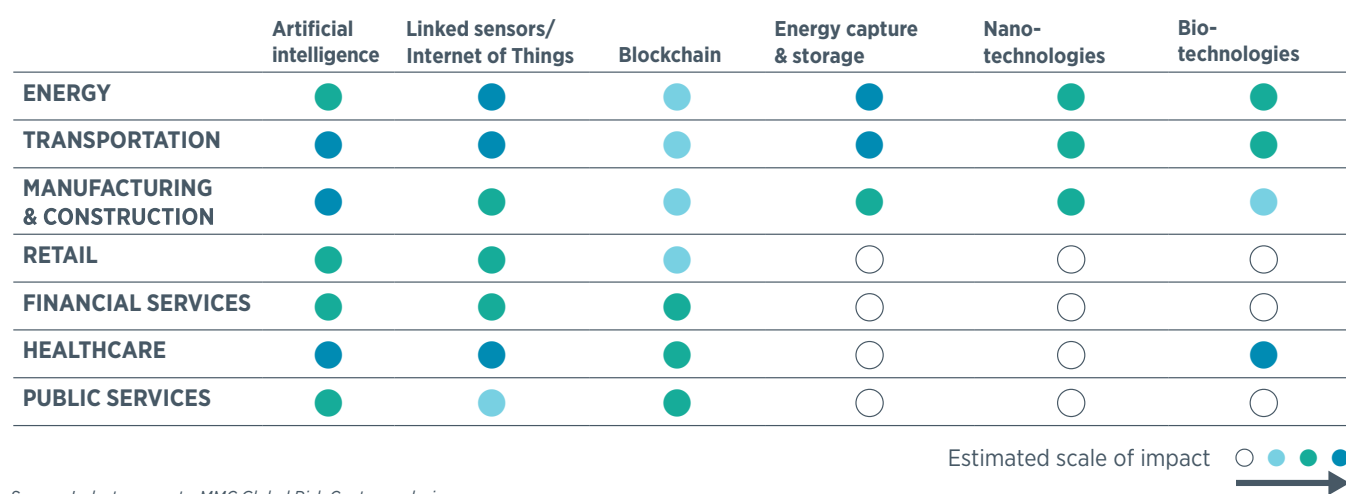 Artificial intelligence
Linked sensors/ Internet of Things
Blockchain
Energy capture & storage
Nano- technologies
Bio- technologies
ENERGY
TRANSPORTATION
MANUFACTURING
& CONSTRUCTION
RETAIL
FINANCIAL SERVICES
HEALTHCARE
PUBLIC SERVICES
Estimated scale of impact